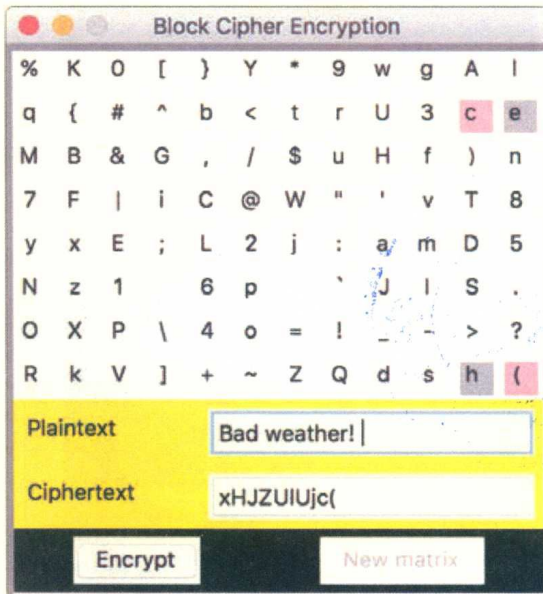 Block Cipher Encryption
% K 0 [ } Y * 9 w g A l
q { # ^ b < t r U 3 c e
M B & G , / $ u H f ) n
7 F | i C @ W " ' v T 8
y x E ; L 2 j : a m D 5
N z 1 6 p ` J I S .
O X P \ 4 o = ! _ - > ?
R k V ] + ~ Z Q d s h (
Plaintext Bad weather!
Ciphertext xHJZUlUjc(
Encrypt New matrix